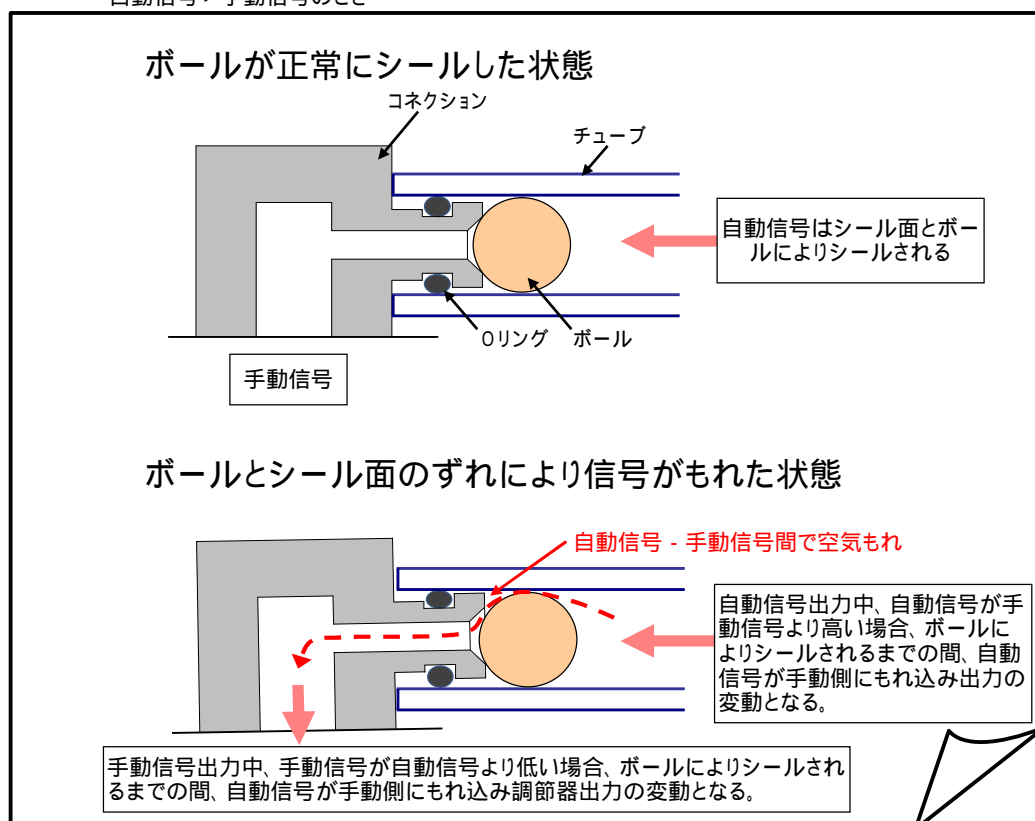 ボールが正常にシールした状態
コネクション
チューブ
自動信号はシール面とボー
ルによりシールされる
Oリング
ボール
手動信号
ボールとシール面のずれにより信号がもれた状態
自動信号 - 手動信号間で空気もれ
自動信号出力中、自動信号が手
動信号より高い場合、ボールに
よりシールされるまでの間、自動
信号が手動側にもれ込み出力の
変動となる。
手動信号出力中、手動信号が自動信号より低い場合、ボールによりシールされ
るまでの間、自動信号が手動側にもれ込み調節器出力の変動となる。